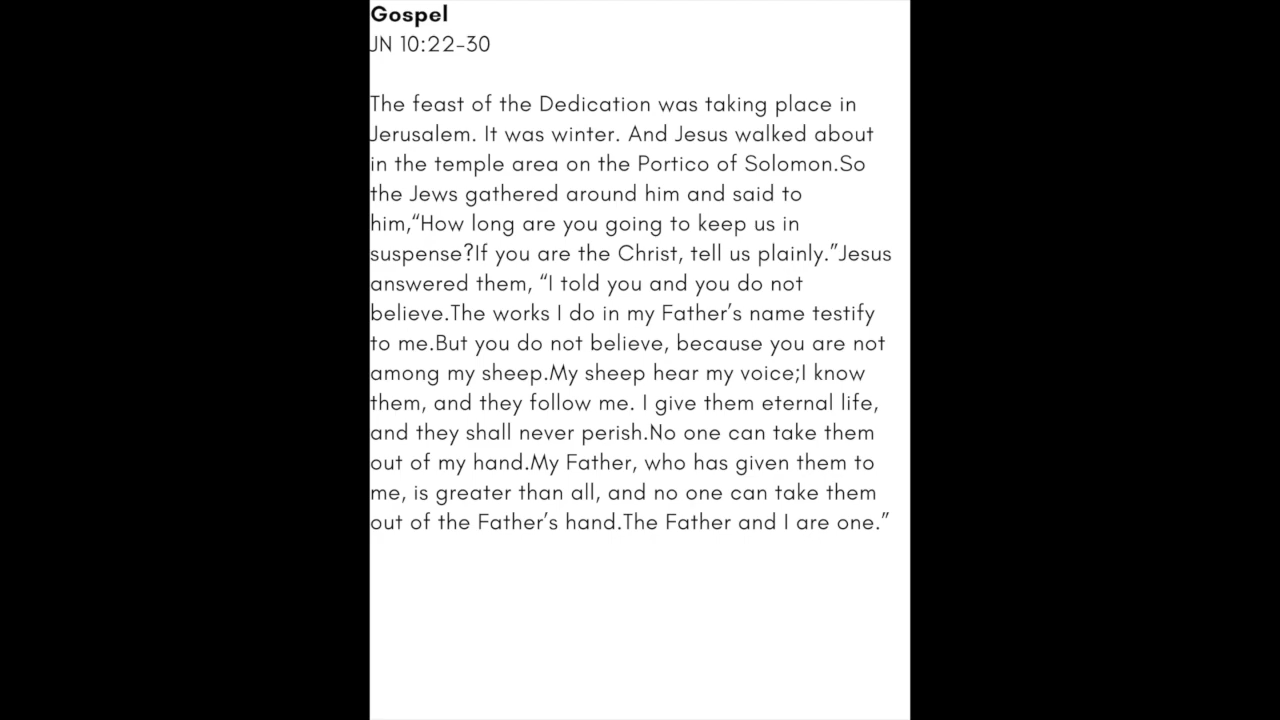 Gospel
JN 10:22-30
The feast of the Dedication was taking place in
Jerusalem. It was winter. And Jesus walked about
in the temple area on the Portico of Solomon.So
the Jews gathered around him and said to
him,“How long are you going to keep us in
suspense?If you are the Christ, tell us plainly.”Jesus
answered them, “I told you and you do not
believe.The works I do in my Father’s name testify
to me.But you do not believe, because you are not
among my sheep.My sheep hear my voice;I know
them, and they follow me. I give them eternal life,
and they shall never perish.No one can take them
out of my hand.My Father, who has given them to
me, is greater than all, and no one can take them
out of the Father’s hand.The Father and I are one.”